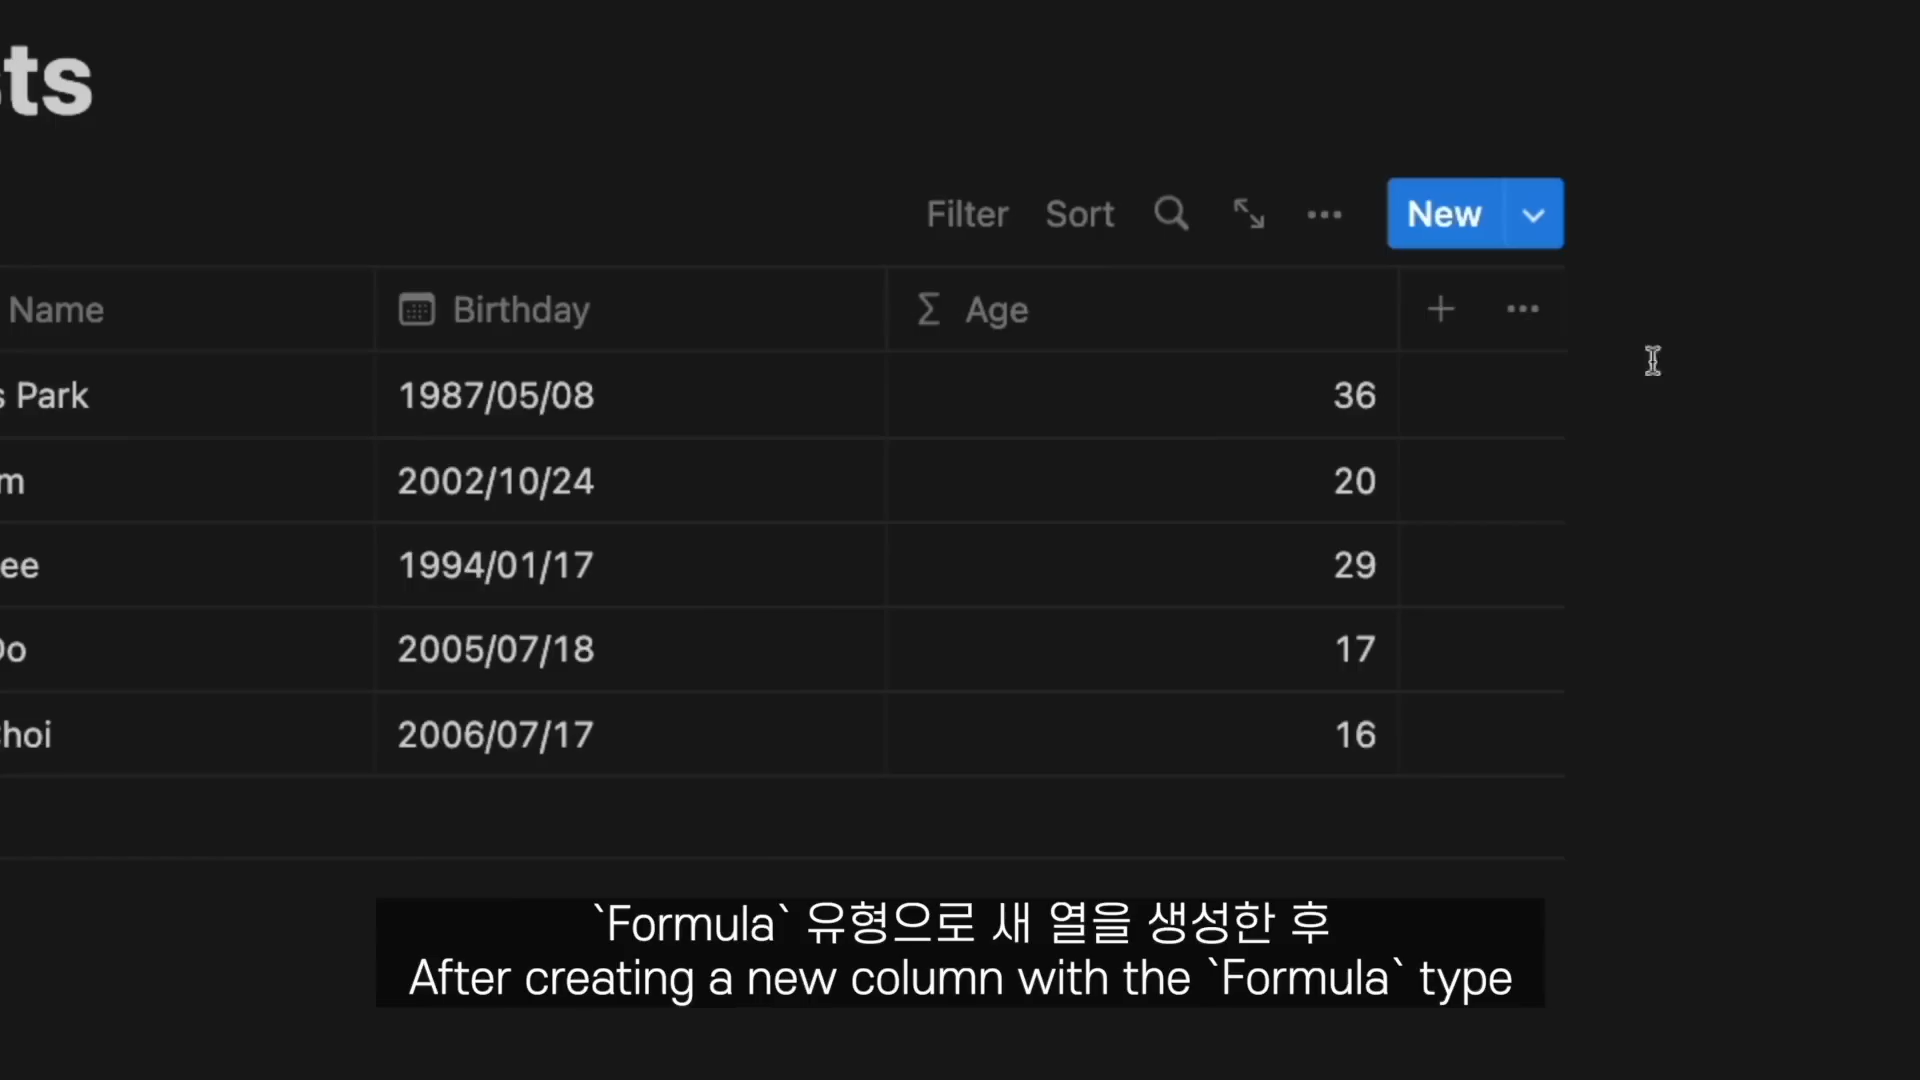 ts
Filter Sort New
Name Birthday Σ Age
Park 1987/05/08 36
2002/10/24 20
1994/01/17 29
2005/07/18 17
2006/07/17 16
`Formula` 유형으로 새 열을 생성한 후
After creating a new column with the `Formula` type